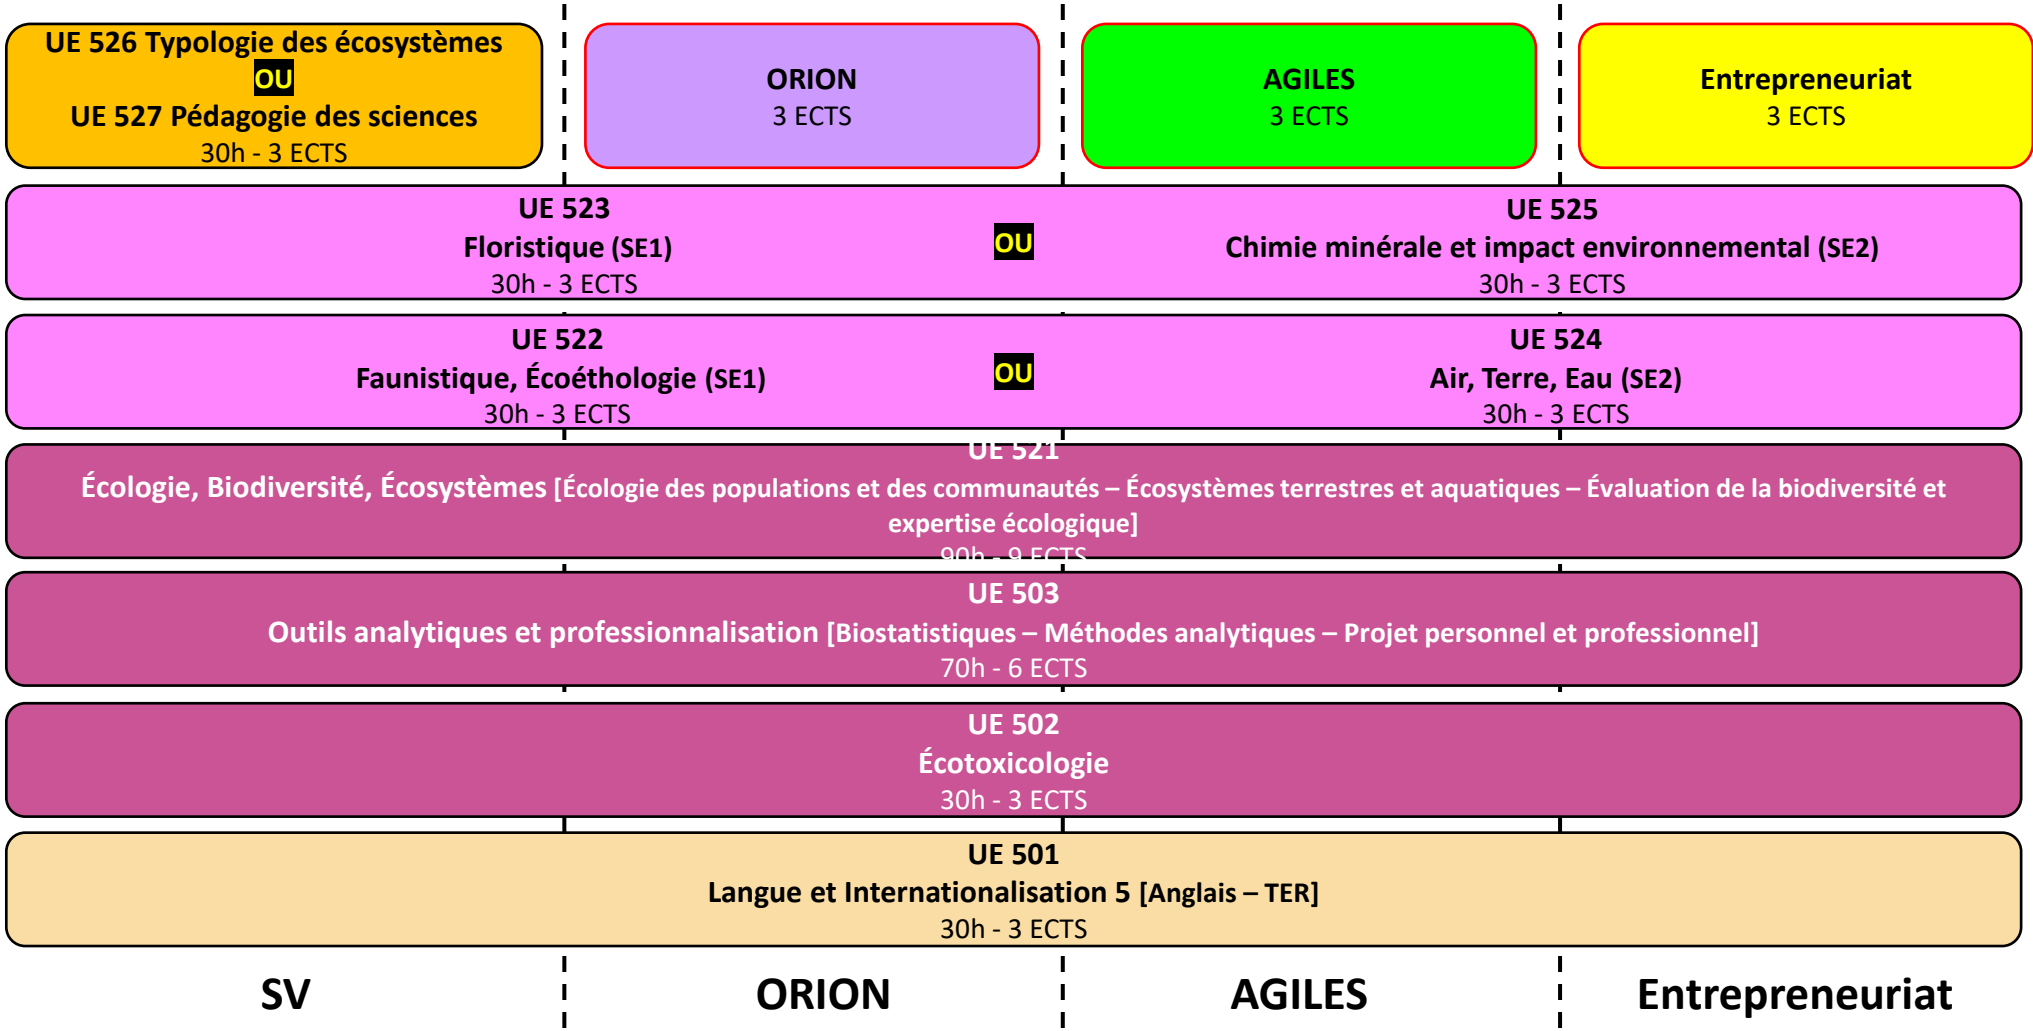 UE 526 Typologie des écosystèmes
OU
UE 527 Pédagogie des sciences
30h - 3 ECTS
ORION
3 ECTS
AGILES
3 ECTS
Entrepreneuriat
3 ECTS
UE 523
Floristique (SE1)
30h - 3 ECTS
OU
UE 525
Chimie minérale et impact environnemental (SE2)
30h - 3 ECTS
UE 522
Faunistique, Écoéthologie (SE1)
30h - 3 ECTS
OU
UE 524
Air, Terre, Eau (SE2)
30h - 3 ECTS
UE 521
Écologie, Biodiversité, Écosystèmes [Écologie des populations et des communautés – Écosystèmes terrestres et aquatiques – Évaluation de la biodiversité et
expertise écologique]
90h - 9 ECTS
UE 503
Outils analytiques et professionnalisation [Biostatistiques – Méthodes analytiques – Projet personnel et professionnel]
70h - 6 ECTS
UE 502
Écotoxicologie
30h - 3 ECTS
UE 501
Langue et Internationalisation 5 [Anglais – TER]
30h - 3 ECTS
SV
ORION
AGILES
Entrepreneuriat